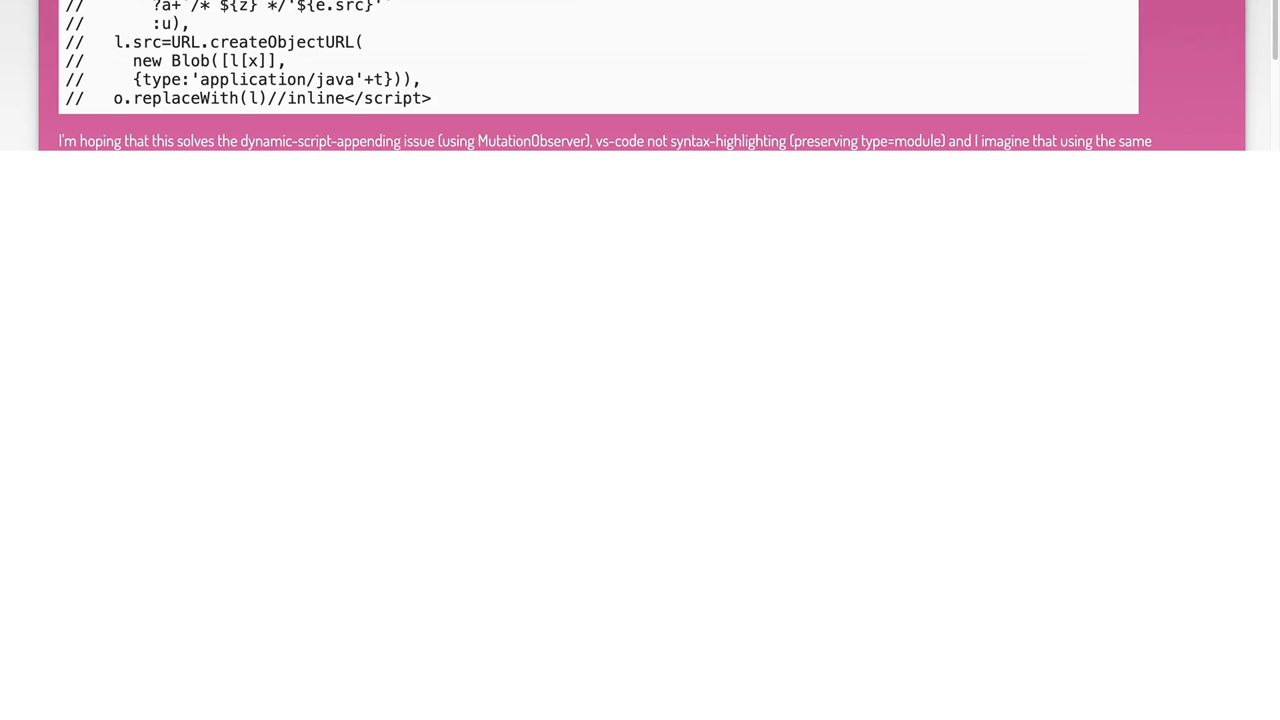 //       ?a+`/* ${z} */'${e.src}'`
//       :u),
//   l.src=URL.createObjectURL(
//     new Blob([l[x]],
//     {type:'application/java'+t})),
//   o.replaceWith(l)//inline</script>
I'm hoping that this solves the dynamic-script-appending issue (using MutationObserver), vs-code not syntax-highlighting (preserving type=module) and I imagine that using the same